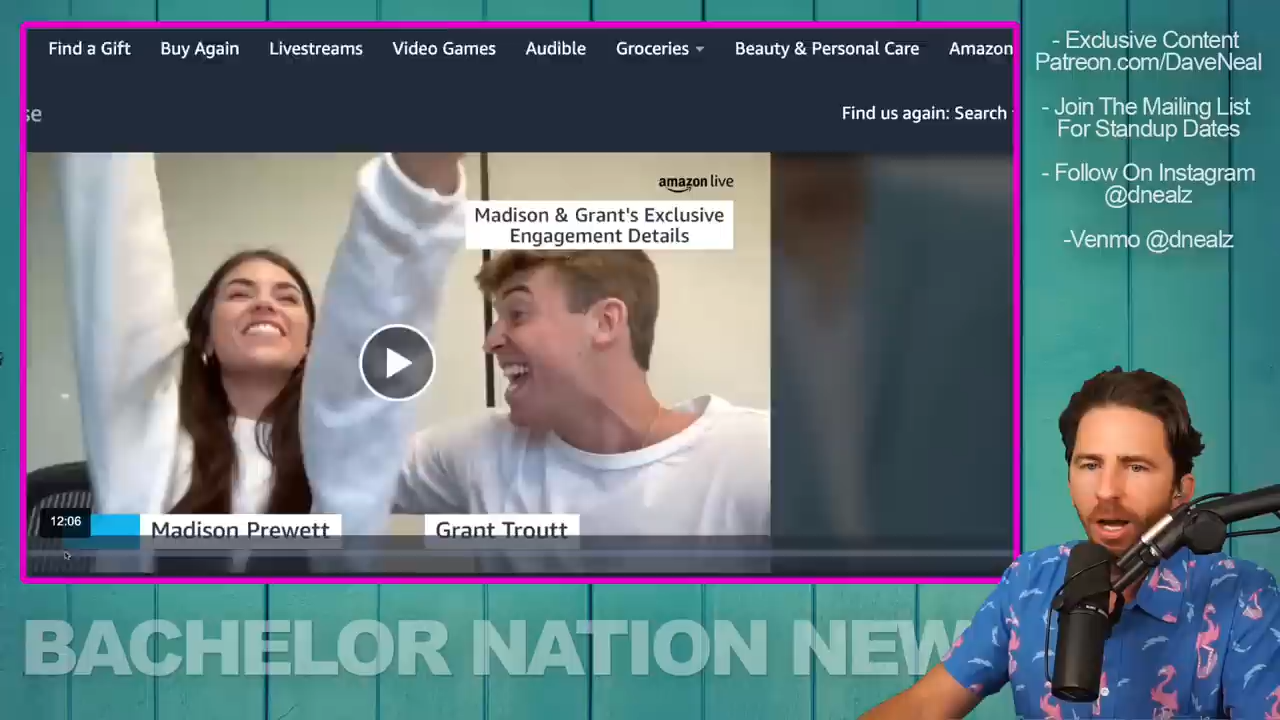 Find a Gift Buy Again Livestreams Video Games Audible Groceries Beauty & Personal Care Amazon
se Find us again: Search
amazon live
Madison & Grant's Exclusive
Engagement Details
12:06
Madison Prewett Grant Troutt
- Exclusive Content
Patreon.com/DaveNeal
- Join The Mailing List
For Standup Dates
- Follow On Instagram
@dnealz
-Venmo @dnealz
BACHELOR NATION NEW